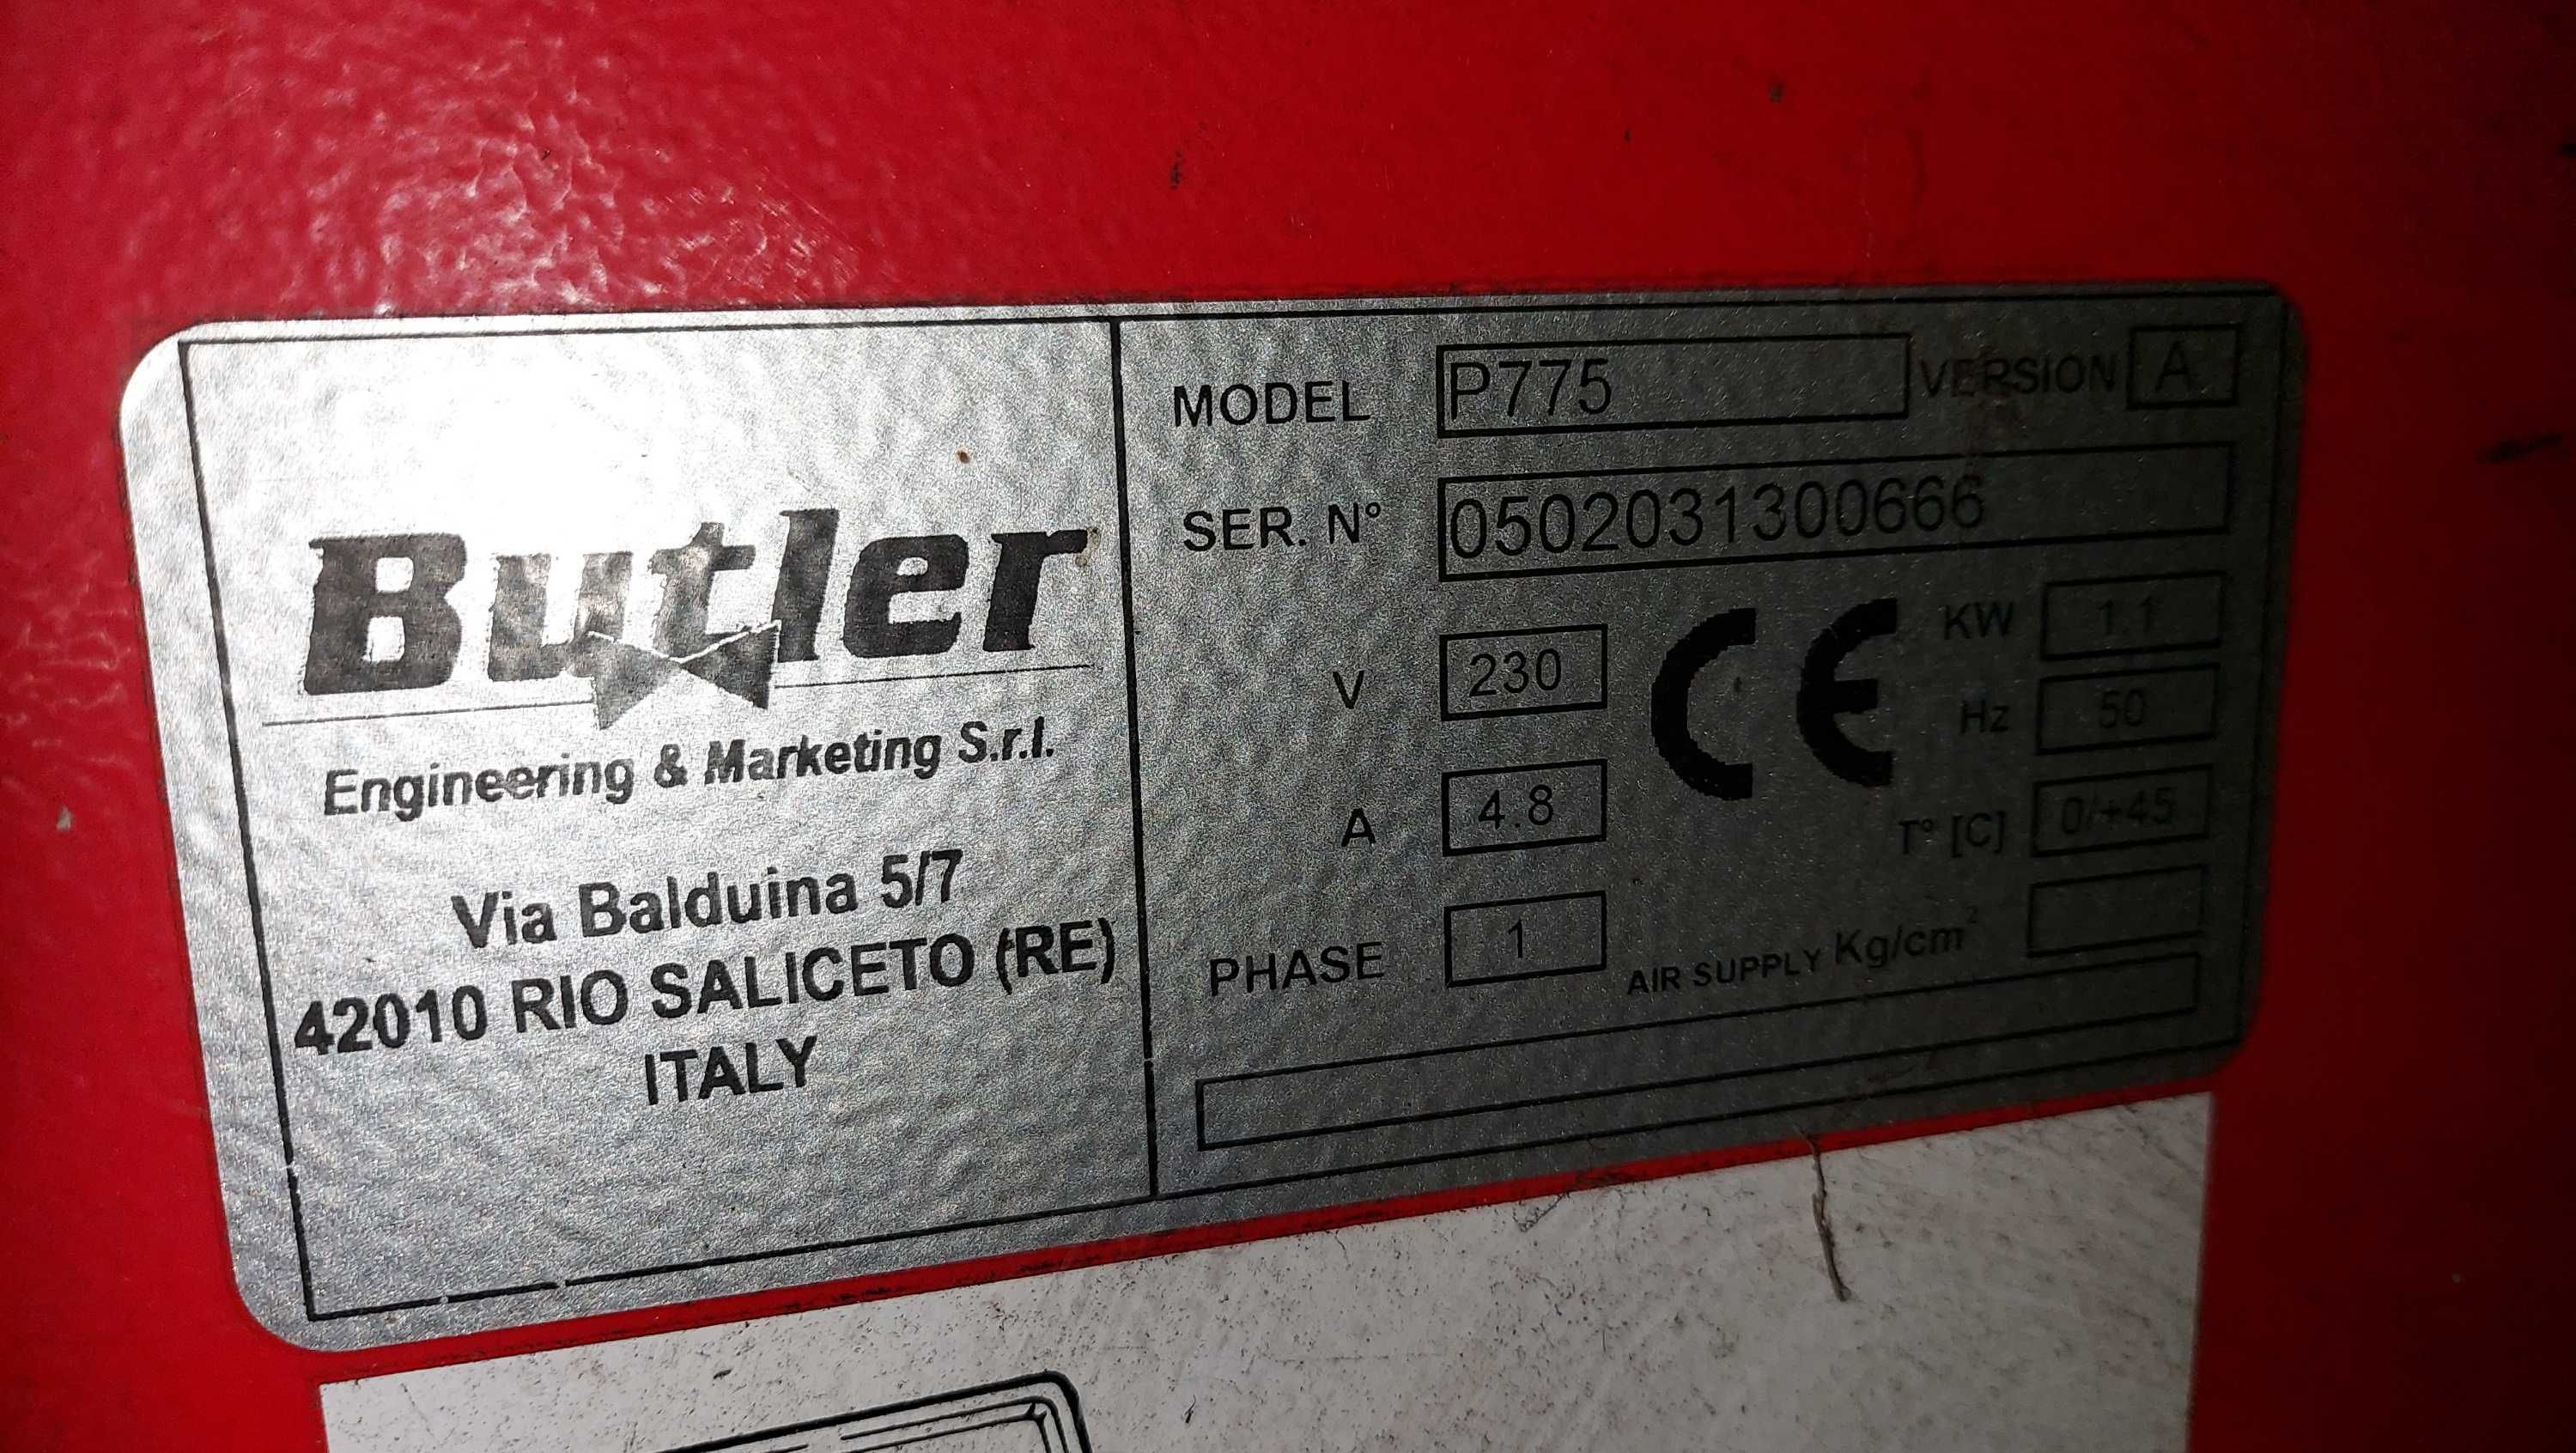 Butler
Engineering & Marketing S.r.l.
Via Balduina 5/7
42010 RIO SALICETO (RE)
ITALY
MODEL P775 VERSION A
SER. N° 0502031300666
V 230 CE KW 1.1
Hz 50
A 4.8 T° [C] 0/+45
PHASE 1 AIR SUPPLY Kg/cm²